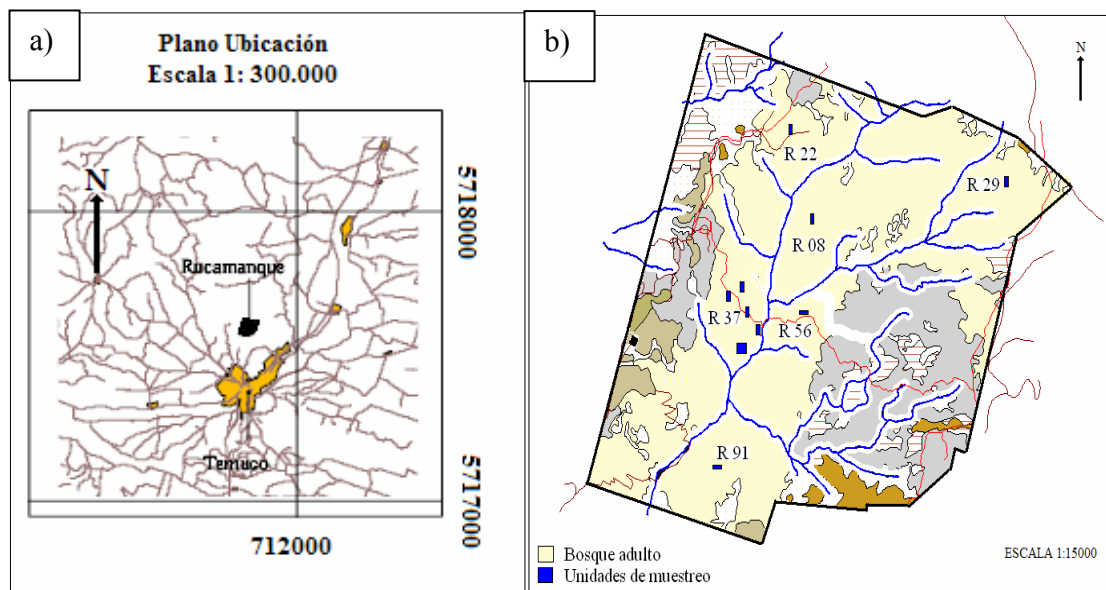 a)
Plano Ubicación
Escala 1: 300.000
N
Rucamanque
Temuco
5718000
5717000
712000
b)
N
R 22
R 29
R 08
R 37
R 56
R 91
Bosque adulto
Unidades de muestreo
ESCALA 1:15000